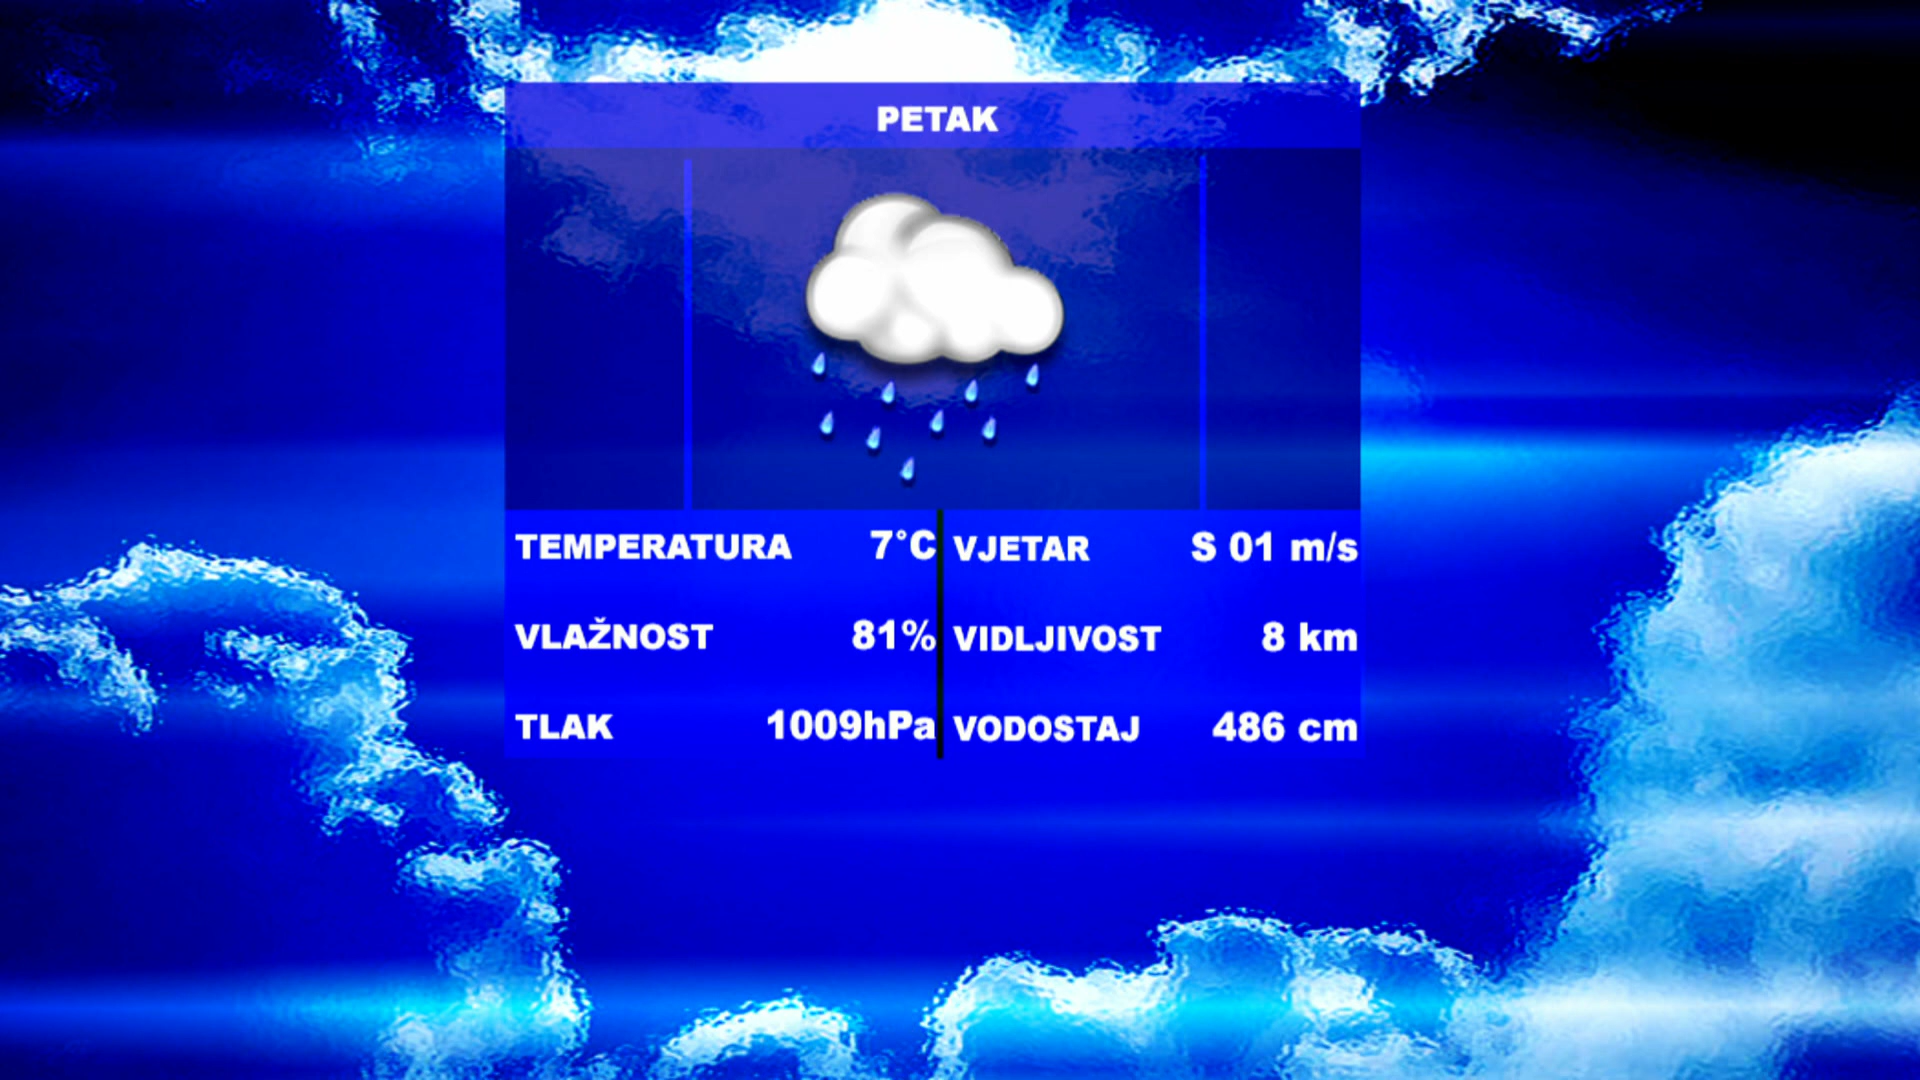 PETAK
TEMPERATURA 7°C VJETAR S 01 m/s
VLAŽNOST 81% VIDLJIVOST 8 km
TLAK 1009hPa VODOSTAJ 486 cm